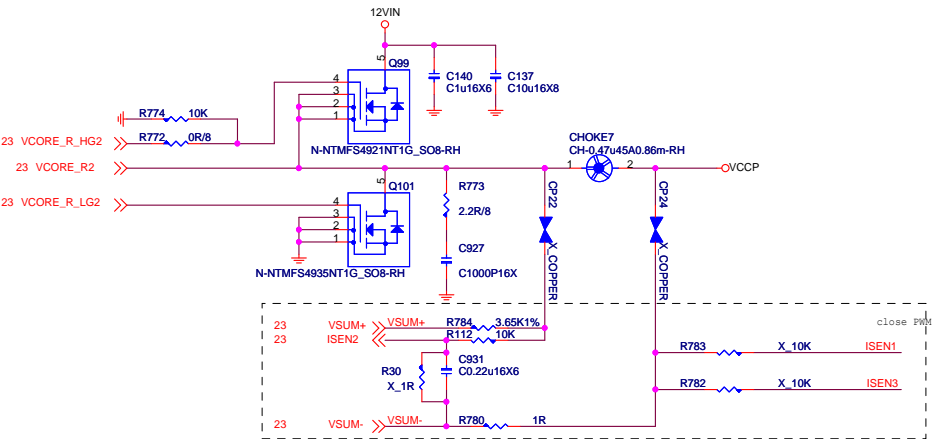 12VIN
5
Q99
4
3
2
1
C140
C1u16X6
C137
C10u16X8
R774 10K
23 VCORE_R_HG2 R772 0R/8
N-NTMFS4921NT1G_SO8-RH
CHOKE7
CH-0.47u45A0.86m-RH
23 VCORE_R2
1 2
VCCP
5
Q101
23 VCORE_R_LG2
4
3
2
1
R773
2.2R/8
CP22
X_COPPER
CP24
X_COPPER
C927
C1000P16X
N-NTMFS4935NT1G_SO8-RH
close PWM
23 VSUM+ VSUM+ R784 3.65K1%
23 ISEN2 R112 10K
R783 X_10K ISEN1
C931
C0.22u16X6
R30
X_1R
R782 X_10K ISEN3
23 VSUM- VSUM- R780 1R